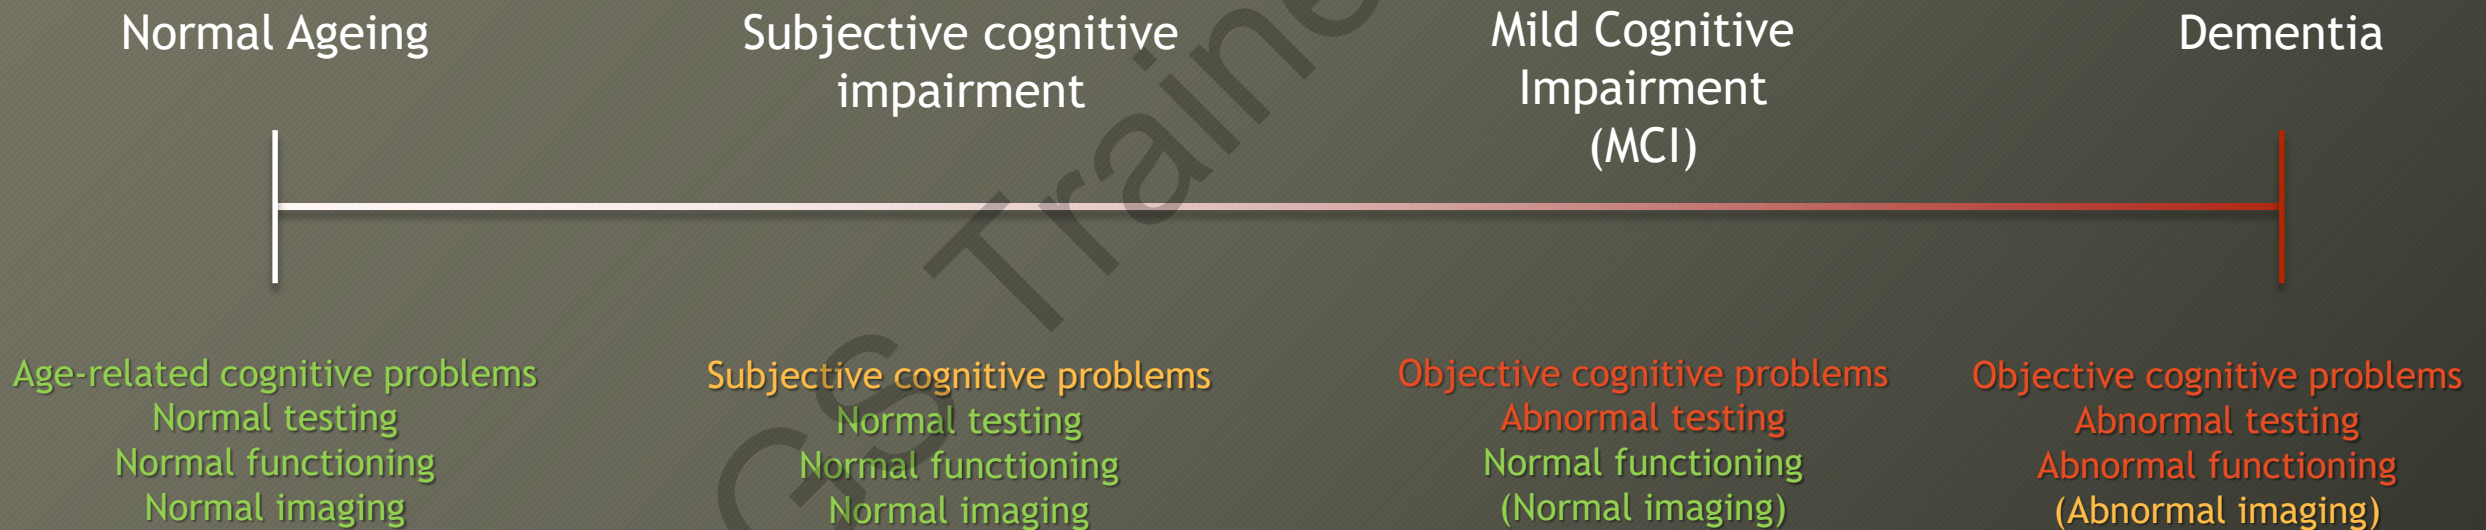 Normal Ageing
Subjective cognitive
impairment
Mild Cognitive
Impairment
(MCI)
Dementia
Age-related cognitive problems
Normal testing
Normal functioning
Normal imaging
Subjective cognitive problems
Normal testing
Normal functioning
Normal imaging
Objective cognitive problems
Abnormal testing
Normal functioning
(Normal imaging)
Objective cognitive problems
Abnormal testing
Abnormal functioning
(Abnormal imaging)
GS Traine